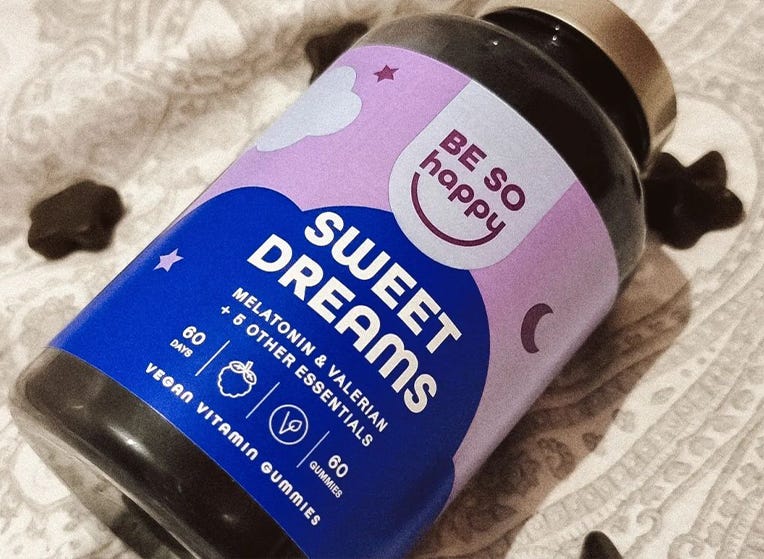 BE SO
happy
SWEET
DREAMS
MELATONIN & VALERIAN
+ 5 OTHER ESSENTIALS
60
DAYS
60
GUMMIES
VEGAN VITAMIN GUMMIES